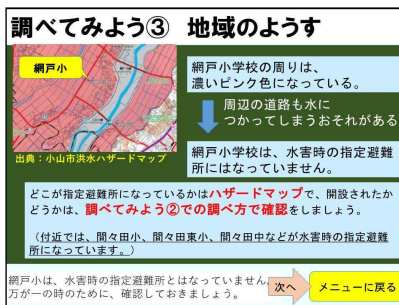 調べてみよう③ 地域のようす
網戸小
網戸小学校の周りは、
濃いピンク色になっている。
周辺の道路も水に
つかってしまうおそれがある
出典：小山市洪水ハザードマップ
網戸小学校は、水害時の指定避難
所にはなっていません。
どこが指定避難所になっているかはハザードマップで、開設されたか
どうかは、調べてみよう②での調べ方で確認をしましょう。
（付近では、間々田小、間々田東小、間々田中などが水害時の指定避難
所になっています。）
網戸小は、水害時の指定避難所とはなっていません
万が一の時のために、確認しておきましょう。
次へ
メニューに戻る